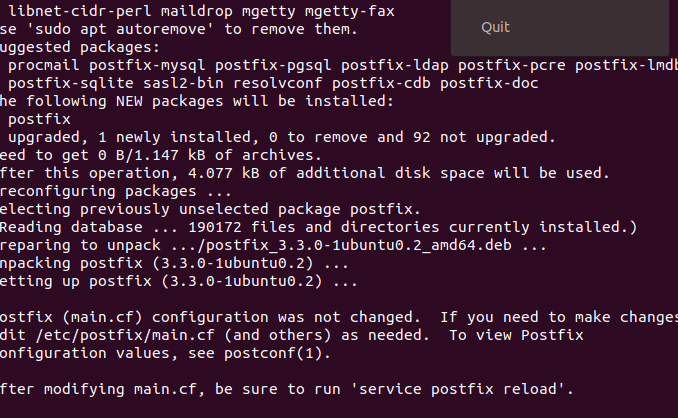 libnet-cidr-perl maildrop mgetty mgetty-fax
Quit
se 'sudo apt autoremove' to remove them.
uggested packages:
procmail postfix-mysql postfix-pgsql postfix-ldap postfix-pcre postfix-lmdb
postfix-sqlite sasl2-bin resolvconf postfix-cdb postfix-doc
he following NEW packages will be installed:
postfix
upgraded, 1 newly installed, 0 to remove and 92 not upgraded.
eed to get 0 B/1.147 kB of archives.
fter this operation, 4.077 kB of additional disk space will be used.
reconfiguring packages ...
electing previously unselected package postfix.
Reading database ... 190172 files and directories currently installed.)
reparing to unpack .../postfix_3.3.0-1ubuntu0.2_amd64.deb ...
npacking postfix (3.3.0-1ubuntu0.2) ...
etting up postfix (3.3.0-1ubuntu0.2) ...
ostfix (main.cf) configuration was not changed.  If you need to make changes
dit /etc/postfix/main.cf (and others) as needed.  To view Postfix
onfiguration values, see postconf(1).
fter modifying main.cf, be sure to run 'service postfix reload'.